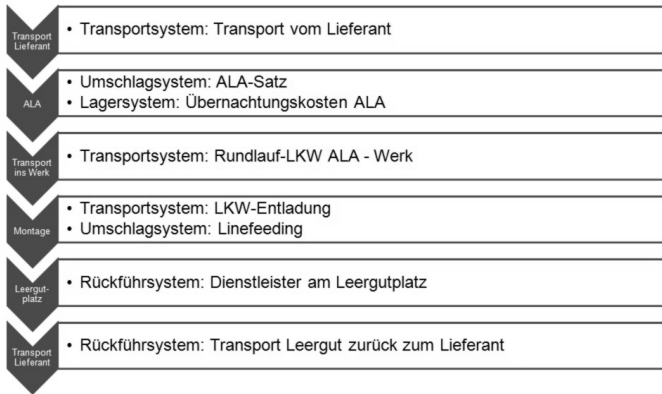 Transport
Lieferant
• Transportsystem: Transport vom Lieferant
ALA
• Umschlagsystem: ALA-Satz
• Lagersystem: Übernachtungskosten ALA
Transport
ins Werk
• Transportsystem: Rundlauf-LKW ALA - Werk
Montage
• Transportsystem: LKW-Entladung
• Umschlagsystem: Linefeeding
Leergut-
platz
• Rückführsystem: Dienstleister am Leergutplatz
Transport
Lieferant
• Rückführsystem: Transport Leergut zurück zum Lieferant